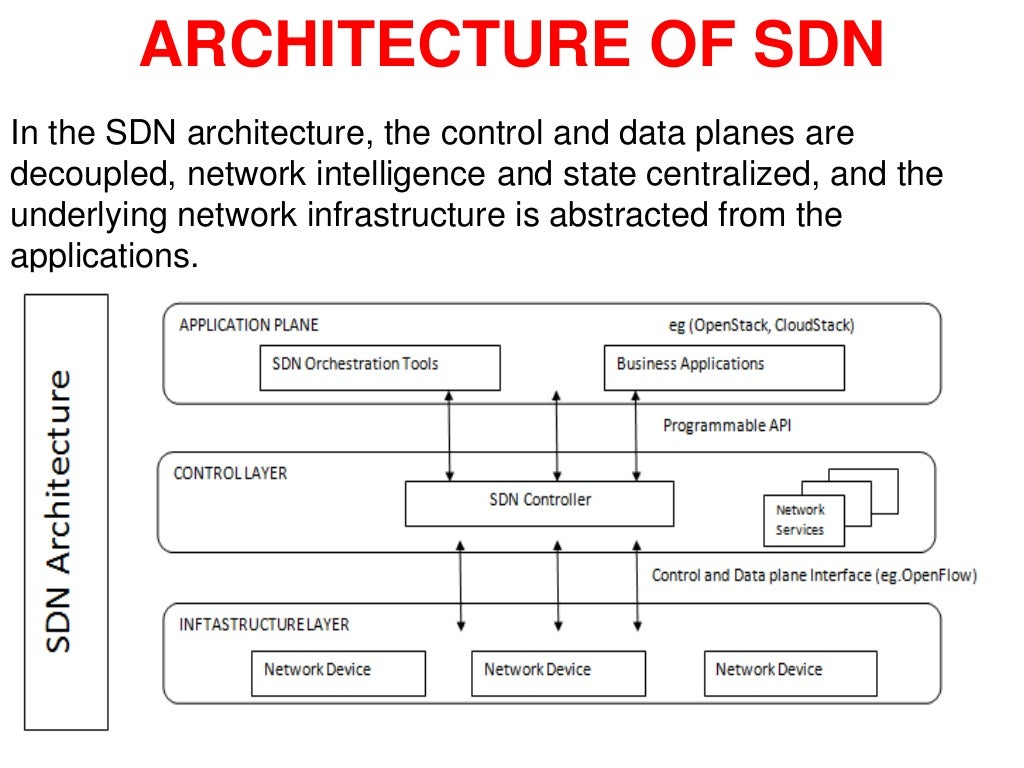 ARCHITECTURE OF SDN
In the SDN architecture, the control and data planes are
decoupled, network intelligence and state centralized, and the
underlying network infrastructure is abstracted from the
applications.
SDN Architecture
APPLICATION PLANE
eg (OpenStack, CloudStack)
SDN Orchestration Tools
Business Applications
Programmable API
CONTROL LAYER
SDN Controller
Network
Services
Control and Data plane Interface (eg.OpenFlow)
INFTASTRUCTURE LAYER
Network Device
Network Device
Network Device